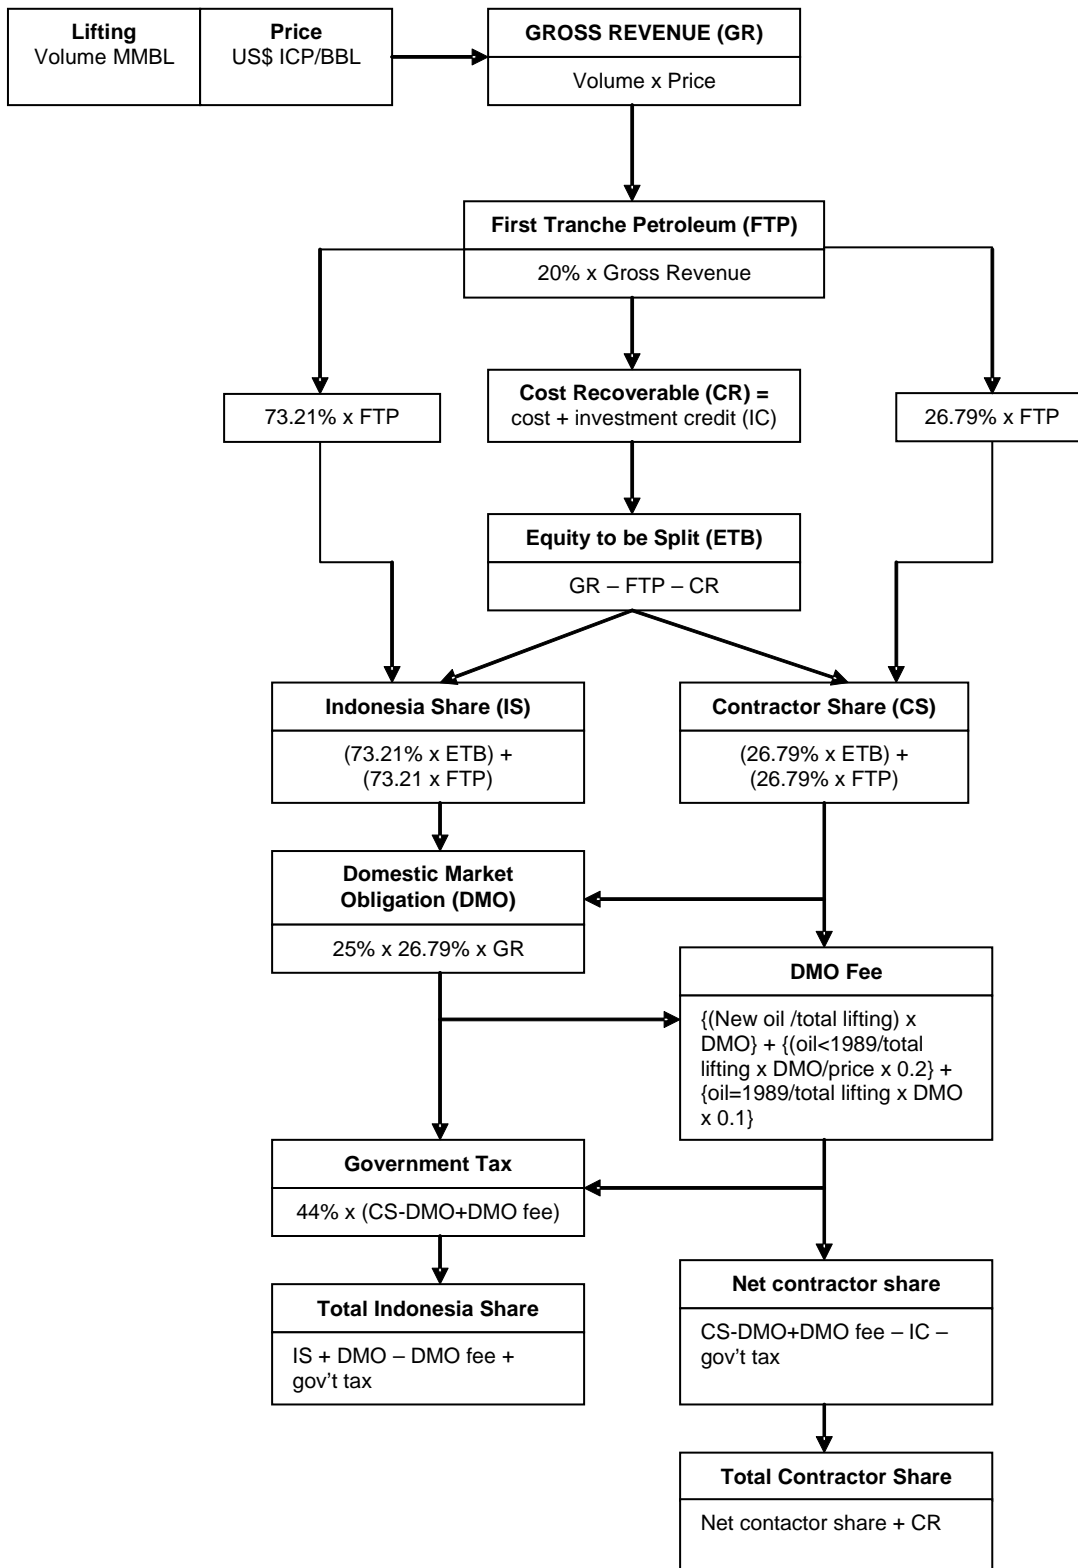 Lifting
Volume MMBL
Price
US$ ICP/BBL
GROSS REVENUE (GR)
Volume x Price
First Tranche Petroleum (FTP)
20% x Gross Revenue
73.21% x FTP
Cost Recoverable (CR) =
cost + investment credit (IC)
26.79% x FTP
Equity to be Split (ETB)
GR – FTP – CR
Indonesia Share (IS)
(73.21% x ETB) +
(73.21 x FTP)
Contractor Share (CS)
(26.79% x ETB) +
(26.79% x FTP)
Domestic Market
Obligation (DMO)
25% x 26.79% x GR
DMO Fee
{(New oil /total lifting) x
DMO} + {(oil<1989/total
lifting x DMO/price x 0.2} +
{oil=1989/total lifting x DMO
x 0.1}
Government Tax
44% x (CS-DMO+DMO fee)
Total Indonesia Share
IS + DMO – DMO fee +
gov't tax
Net contractor share
CS-DMO+DMO fee – IC –
gov't tax
Total Contractor Share
Net contactor share + CR